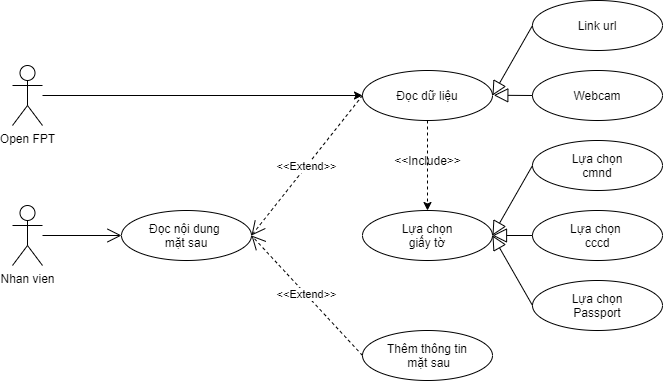 Link url
Open FPT
Đọc dữ liệu
Webcam
<<Extend>>
<<Include>>
Lựa chọn
cmnd
Nhan vien
Đọc nội dung
mặt sau
Lựa chọn
giấy tờ
Lựa chọn
cccd
<<Extend>>
Lựa chọn
Passport
Thêm thông tin
mặt sau